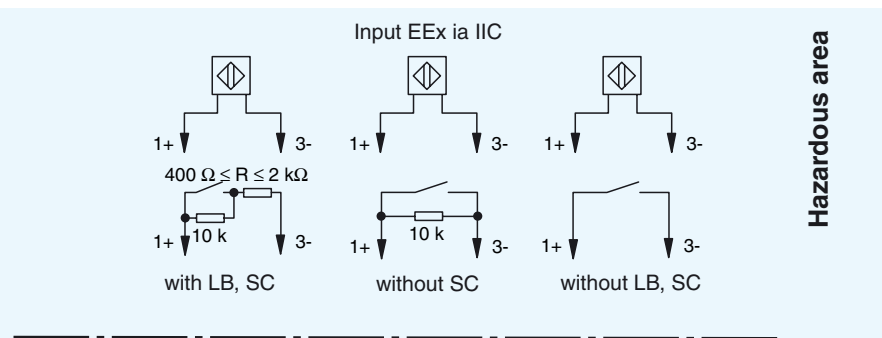 Input EEx ia IIC
Hazardous area
1+ 3- 1+ 3- 1+ 3-
400 Ω ≤ R ≤ 2 kΩ
10 k 10 k
1+ 3- 1+ 3- 1+ 3-
with LB, SC without SC without LB, SC